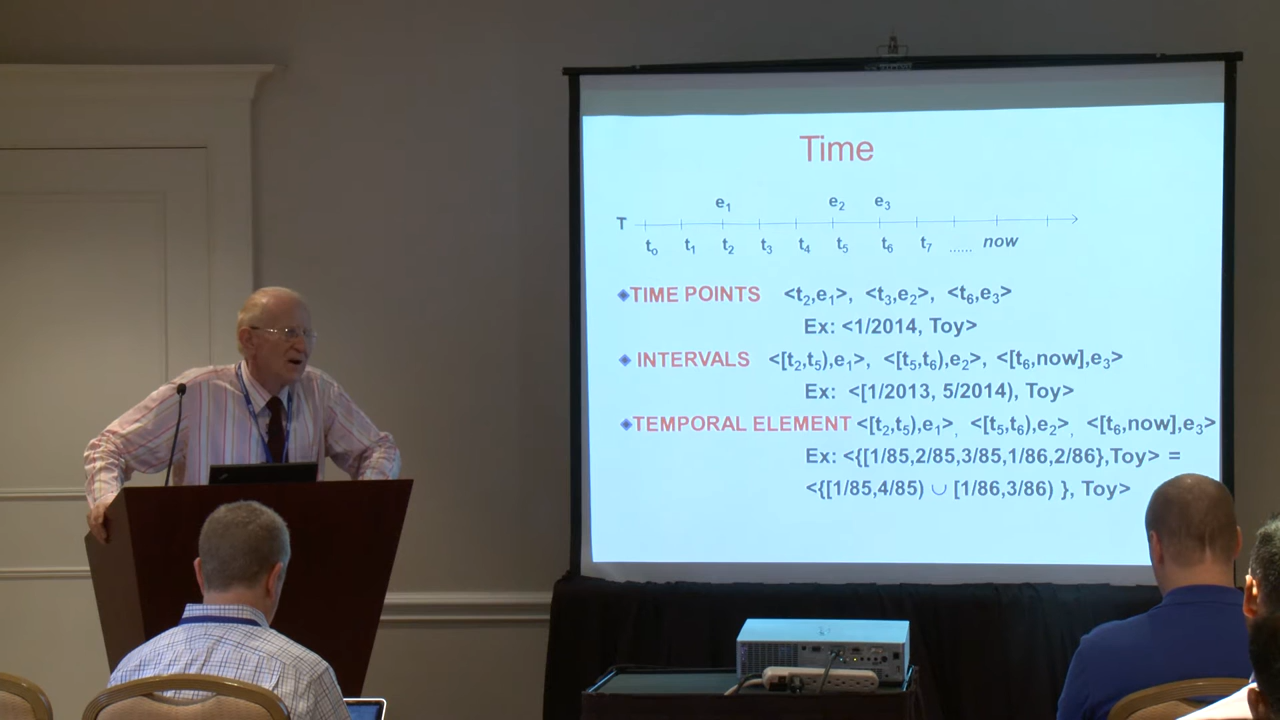 Time
e₁ e₂ e₃
T
t₀ t₁ t₂ t₃ t₄ t₅ t₆ t₇ ...... now
TIME POINTS <t₂,e₁>, <t₃,e₂>, <t₆,e₃>
Ex: <1/2014, Toy>
INTERVALS <[t₂,t₅),e₁>, <[t₅,t₆),e₂>, <[t₆,now],e₃>
Ex: <[1/2013, 5/2014), Toy>
TEMPORAL ELEMENT <[t₂,t₅),e₁>, <[t₅,t₆),e₂>, <[t₆,now],e₃>
Ex: <{[1/85,2/85,3/85,1/86,2/86},Toy> =
<{[1/85,4/85) ∪ [1/86,3/86) }, Toy>